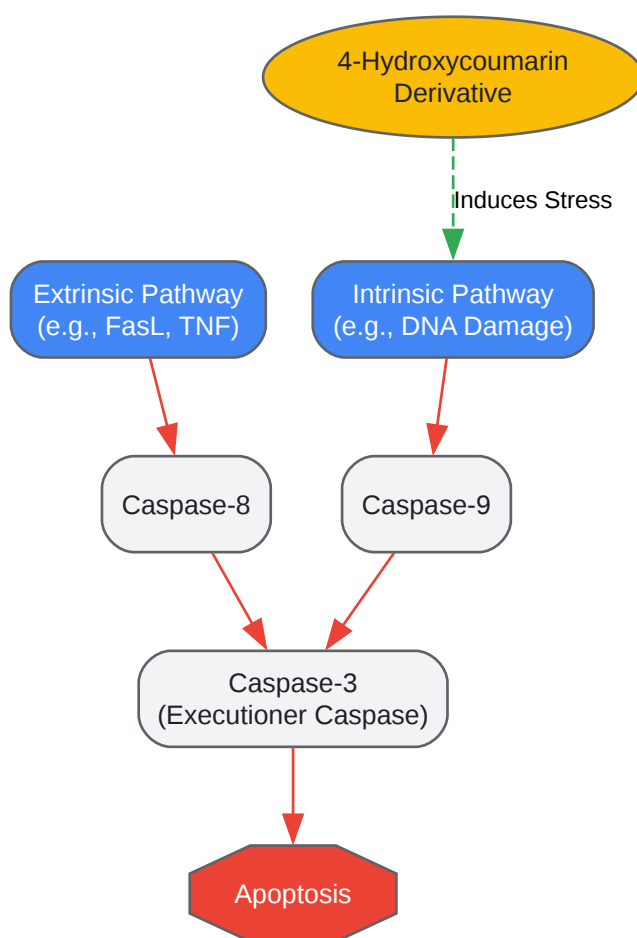 4-Hydroxycoumarin
Derivative
Induces Stress
Extrinsic Pathway
(e.g., FasL, TNF)
Intrinsic Pathway
(e.g., DNA Damage)
Caspase-8
Caspase-9
Caspase-3
(Executioner Caspase)
Apoptosis